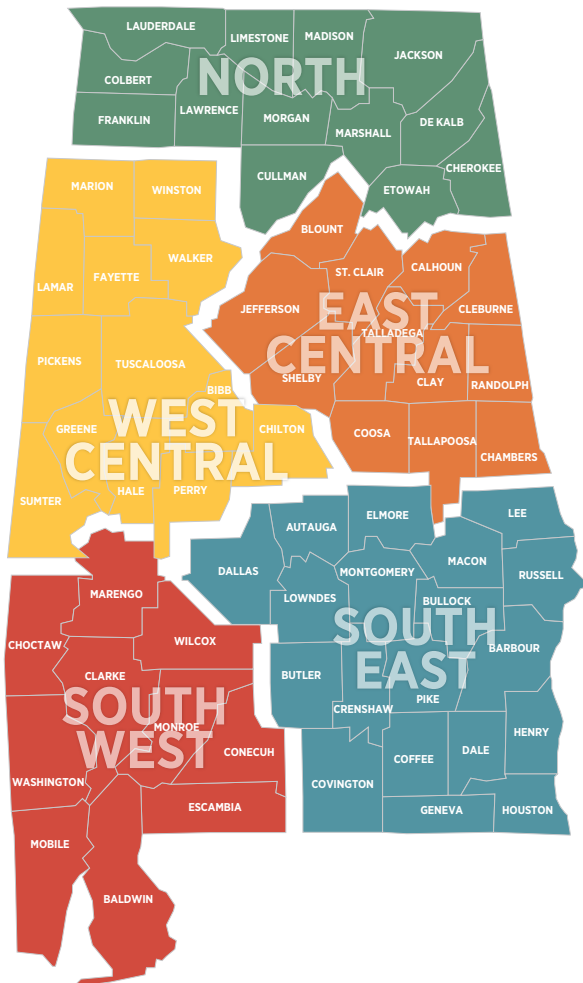 LAUDERDALE
LIMESTONE
MADISON
JACKSON
COLBERT
NORTH
FRANKLIN
LAWRENCE
MORGAN
MARSHALL
DE KALB
CULLMAN
CHEROKEE
ETOWAH
MARION
WINSTON
WALKER
LAMAR
FAYETTE
PICKENS
TUSCALOOSA
BIBB
GREENE
WEST
CENTRAL
CHILTON
HALE
PERRY
SUMTER
BLOUNT
ST. CLAIR
CALHOUN
JEFFERSON
EAST
CENTRAL
CLEBURNE
TALLADEGA
SHELBY
CLAY
RANDOLPH
COOSA
TALLAPOOSA
CHAMBERS
ELMORE
LEE
AUTAUGA
DALLAS
MONTGOMERY
MACON
RUSSELL
LOWNDES
BULLOCK
SOUTH
EAST
BARBOUR
BUTLER
CRENSHAW
PIKE
HENRY
COFFEE
DALE
COVINGTON
GENEVA
HOUSTON
MARENGO
CHOCTAW
WILCOX
CLARKE
SOUTH
WEST
MONROE
CONECUH
WASHINGTON
ESCAMBIA
MOBILE
BALDWIN